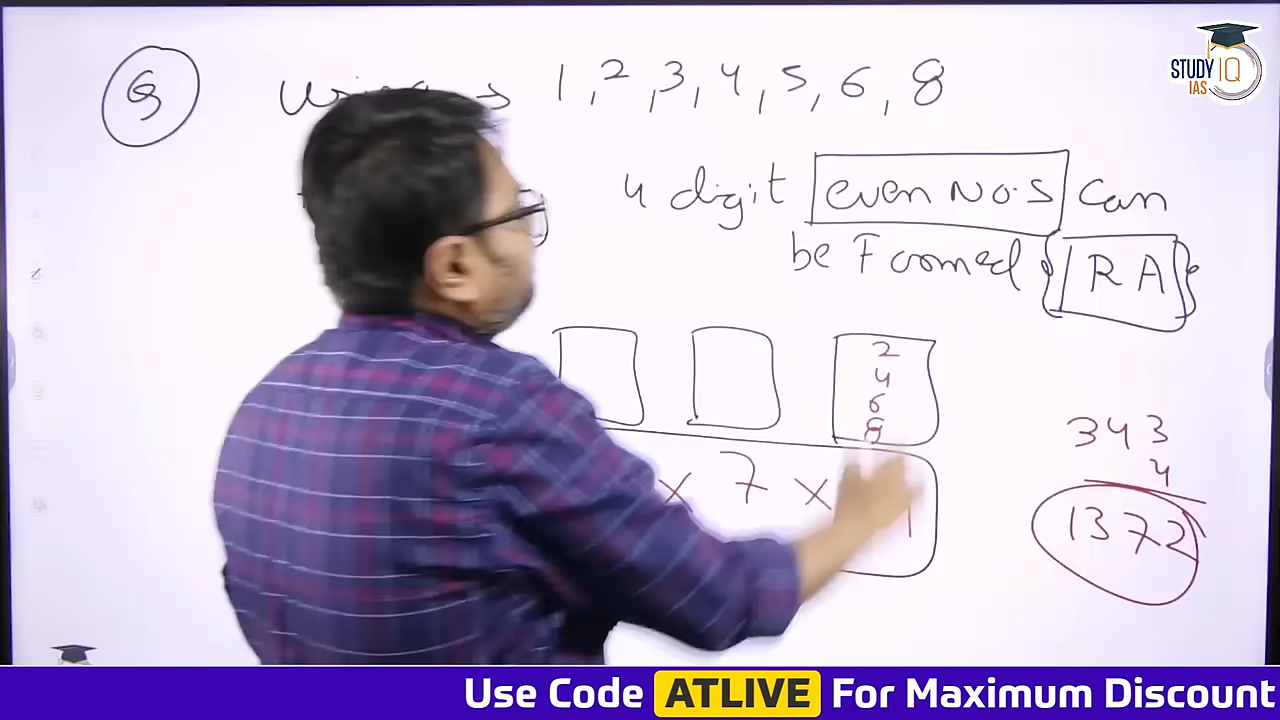 Q
1, 2, 3, 4, 5, 6, 8
4 digit even No.s can
be Formed RA
2
4
6
8
x 7 x
343
4
1372
STUDY IQ
IAS
Use Code ATLIVE For Maximum Discount